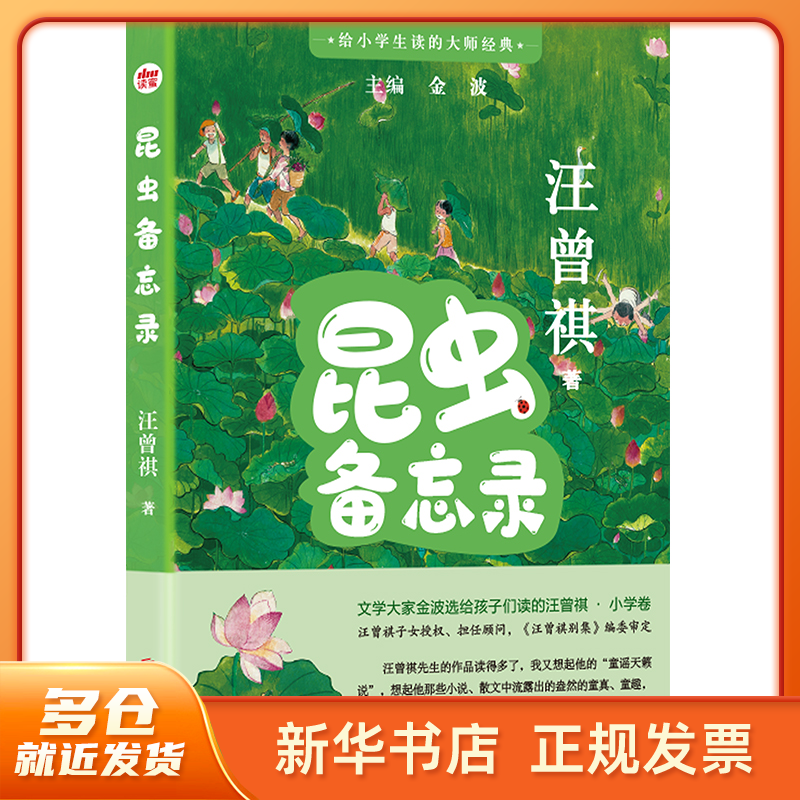 给小学生读的大师经典
主编 金波
读蜜
昆虫备忘录
汪曾祺 著
汪曾祺 著
昆虫
备忘录
文学大家金波选给孩子们读的汪曾祺·小学卷
汪曾祺子女授权、担任顾问,《汪曾祺别集》编委审定
汪曾祺先生的作品读得多了,我又想起他的“童谣天籁
说”,想起他那些小说、散文中流露出的盎然的童真、童趣,
多仓
就近发货
新华书店 正规发票